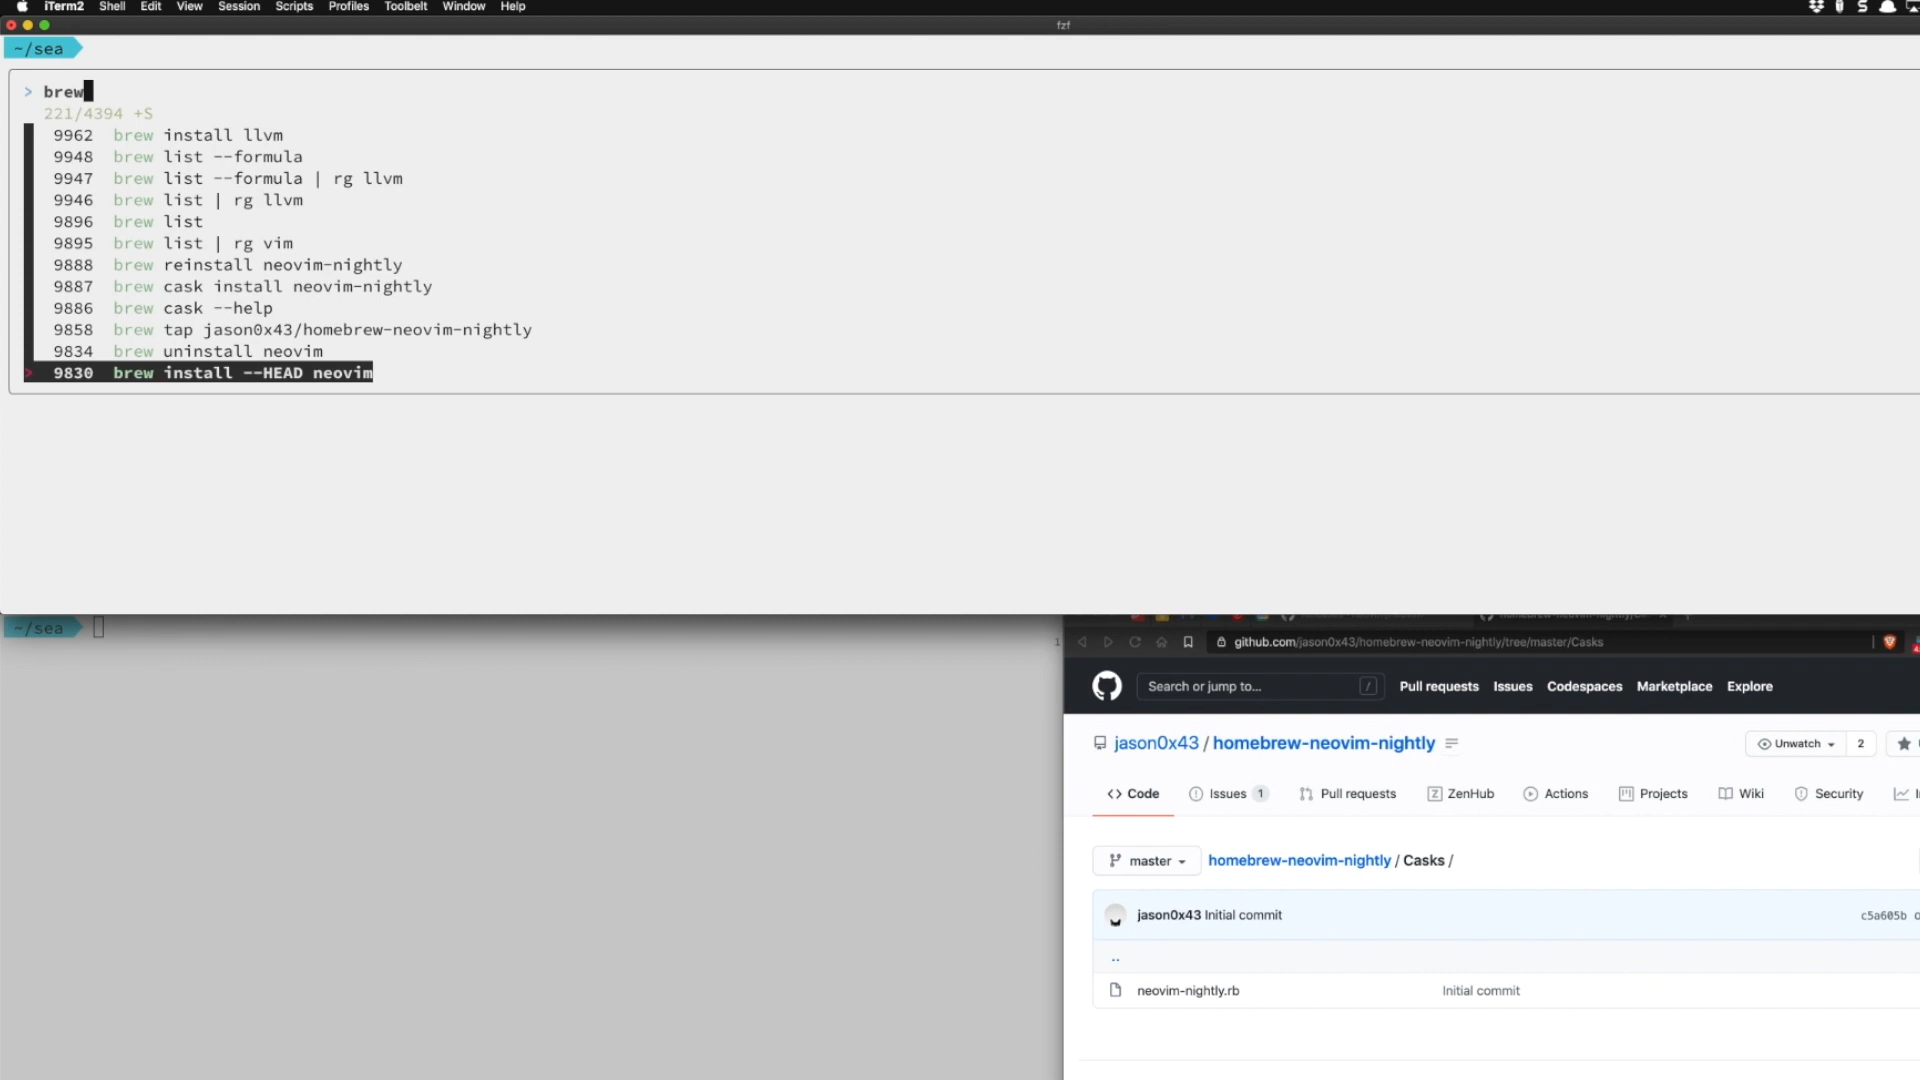 iTerm2 Shell Edit View Session Scripts Profiles Toolbelt Window Help
fzf
~/sea
> brew
221/4394 +S
9962 brew install llvm
9948 brew list --formula
9947 brew list --formula | rg llvm
9946 brew list | rg llvm
9896 brew list
9895 brew list | rg vim
9888 brew reinstall neovim-nightly
9887 brew cask install neovim-nightly
9886 brew cask --help
9858 brew tap jason0x43/homebrew-neovim-nightly
9834 brew uninstall neovim
> 9830 brew install --HEAD neovim
~/sea
1
github.com/jason0x43/homebrew-neovim-nightly/tree/master/Casks
Search or jump to... / Pull requests Issues Codespaces Marketplace Explore
jason0x43 / homebrew-neovim-nightly
Unwatch 2
<> Code Issues 1 Pull requests ZenHub Actions Projects Wiki Security
master homebrew-neovim-nightly / Casks /
jason0x43 Initial commit c5a605b
..
neovim-nightly.rb Initial commit